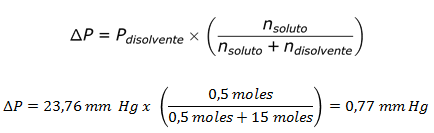 ΔP = P_disolvente × (n_soluto / (n_soluto + n_disolvente))
ΔP = 23,76 mm Hg x (0,5 moles / (0,5 moles + 15 moles)) = 0,77 mm Hg